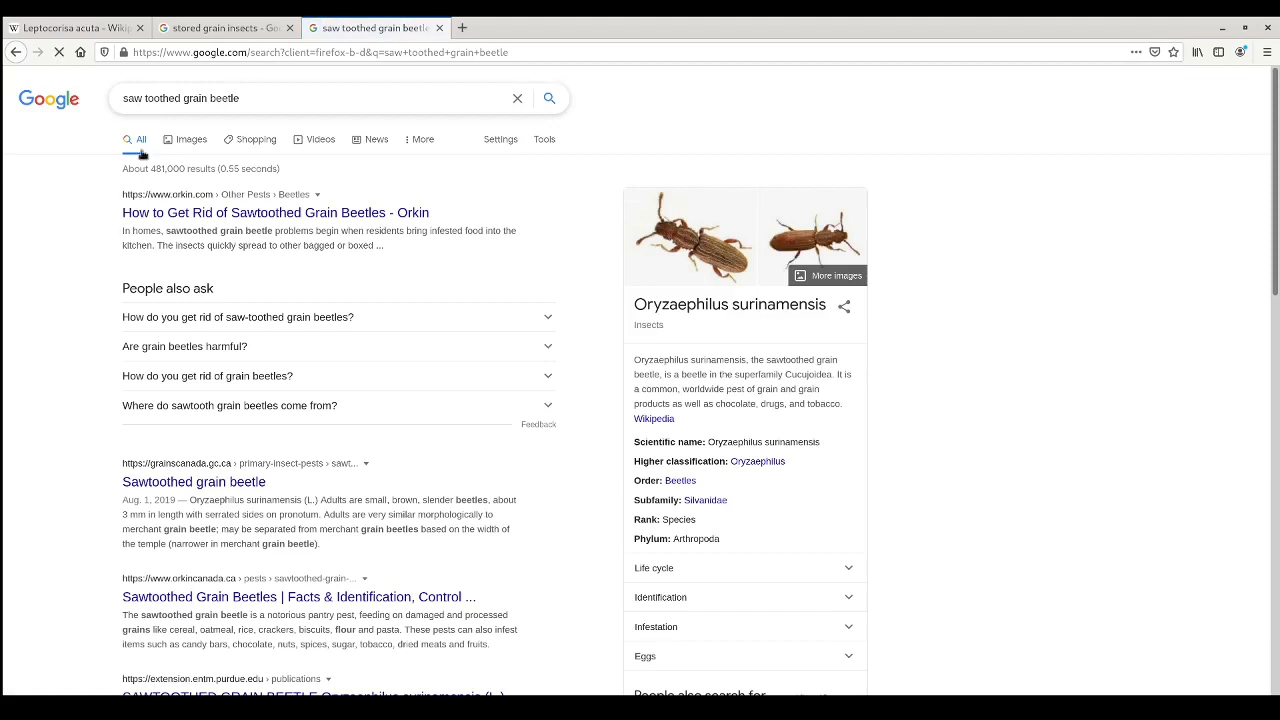 Leptocorisa acuta - Wikip
stored grain insects - Goo
saw toothed grain beetle
https://www.google.com/search?client=firefox-b-d&q=saw+toothed+grain+beetle
Google
saw toothed grain beetle
All
Images
Shopping
Videos
News
More
Settings
Tools
About 481,000 results (0.55 seconds)
https://www.orkin.com › Other Pests › Beetles
How to Get Rid of Sawtoothed Grain Beetles - Orkin
In homes, sawtoothed grain beetle problems begin when residents bring infested food into the
kitchen. The insects quickly spread to other bagged or boxed ...
People also ask
How do you get rid of saw-toothed grain beetles?
Are grain beetles harmful?
How do you get rid of grain beetles?
Where do sawtooth grain beetles come from?
Feedback
https://grainscanada.gc.ca › primary-insect-pests › sawt...
Sawtoothed grain beetle
Aug. 1, 2019 — Oryzaephilus surinamensis (L.) Adults are small, brown, slender beetles, about
3 mm in length with serrated sides on pronotum. Adults are very similar morphologically to
merchant grain beetle; may be separated from merchant grain beetles based on the width of
the temple (narrower in merchant grain beetle).
https://www.orkincanada.ca › pests › sawtoothed-grain-...
Sawtoothed Grain Beetles | Facts & Identification, Control ...
The sawtoothed grain beetle is a notorious pantry pest, feeding on damaged and processed
grains like cereal, oatmeal, rice, crackers, biscuits, flour and pasta. These pests can also infest
items such as candy bars, chocolate, nuts, spices, sugar, tobacco, dried meats and fruits.
https://extension.entm.purdue.edu › publications
SAWTOOTHED GRAIN BEETLE Oryzaephilus surinamensis (L.)
More images
Oryzaephilus surinamensis
Insects
Oryzaephilus surinamensis, the sawtoothed grain
beetle, is a beetle in the superfamily Cucujoidea. It is
a common, worldwide pest of grain and grain
products as well as chocolate, drugs, and tobacco.
Wikipedia
Scientific name: Oryzaephilus surinamensis
Higher classification: Oryzaephilus
Order: Beetles
Subfamily: Silvanidae
Rank: Species
Phylum: Arthropoda
Life cycle
Identification
Infestation
Eggs
People also search for